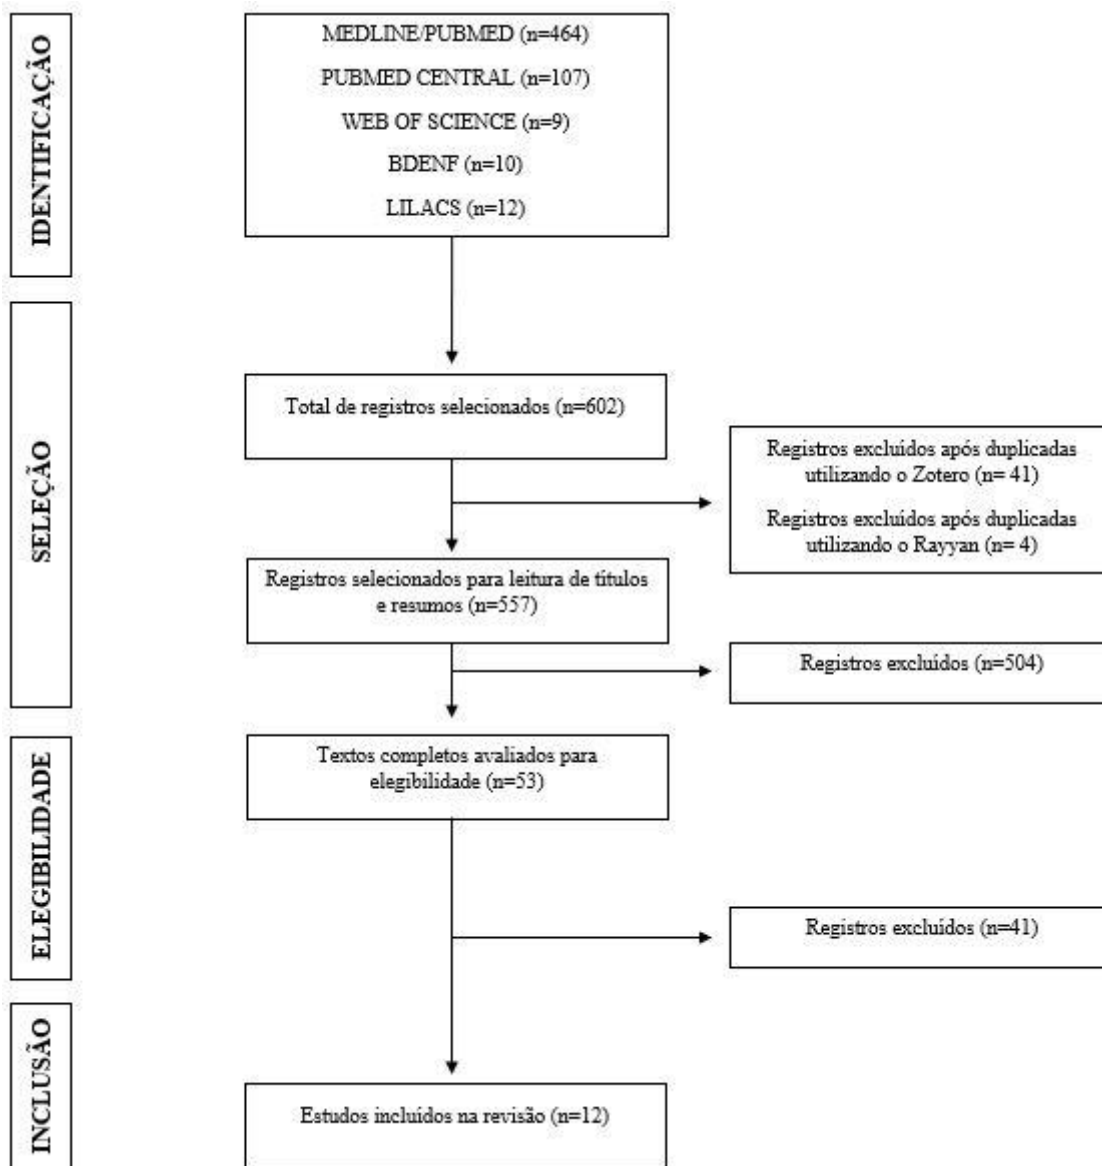 IDENTIFICAÇÃO
MEDLINE/PUBMED (n=464)
PUBMED CENTRAL (n=107)
WEB OF SCIENCE (n=9)
BDENF (n=10)
LILACS (n=12)
SELEÇÃO
Total de registros selecionados (n=602)
Registros excluídos após duplicadas
utilizando o Zotero (n= 41)
Registros excluídos após duplicadas
utilizando o Rayyan (n= 4)
Registros selecionados para leitura de títulos
e resumos (n=557)
Registros excluídos (n=504)
ELEGIBILIDADE
Textos completos avaliados para
elegibilidade (n=53)
Registros excluídos (n=41)
INCLUSÃO
Estudos incluídos na revisão (n=12)